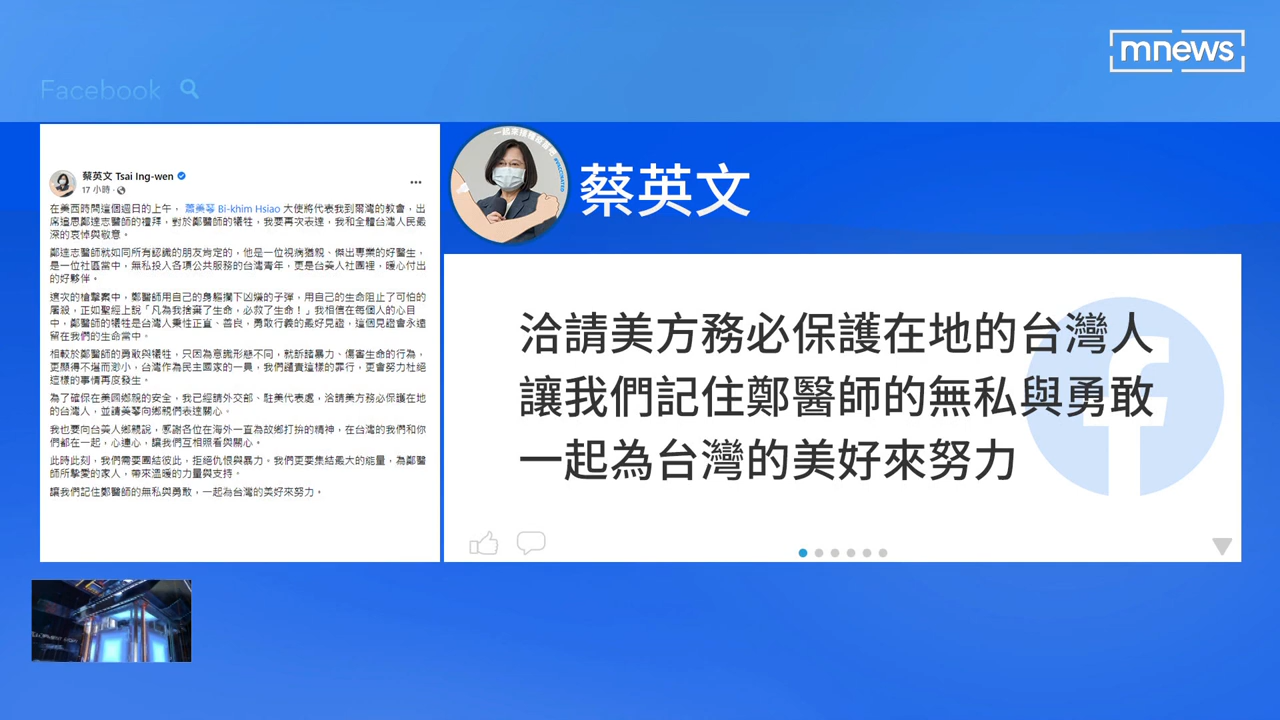 mnews
Facebook
蔡英文 Tsai Ing-wen
17 小時
在美西時間這個週日的上午， 蕭美琴 Bi-khim Hsiao 大使將代表我到爾灣的教會，出
席追思鄭達志醫師的禮拜，對於鄭醫師的犧牲，我要再次表達，我和全體台灣人民最
深的哀悼與敬意。
鄭達志醫師就如同所有認識的朋友肯定的，他是一位視病猶親、傑出專業的好醫生，
是一位社區當中，無私投入各項公共服務的台灣青年，更是台美人社團裡，暖心付出
的好夥伴。
這次的槍擊案中，鄭醫師用自己的身軀攔下凶嫌的子彈，用自己的生命阻止了可怕的
屠殺，正如聖經上說「凡為我捨棄了生命，必救了生命！」我相信在每個人的心目
中，鄭醫師的犧牲是台灣人秉性正直、善良，勇敢行義的最好見證，這個見證會永遠
留在我們的生命當中。
相較於鄭醫師的勇敢與犧牲，只因為意識形態不同，就訴諸暴力、傷害生命的行為，
更顯得不堪而渺小，台灣作為民主國家的一員，我們譴責這樣的罪行，更會努力杜絕
這樣的事情再度發生。
為了確保在美國鄉親的安全，我已經請外交部、駐美代表處，洽請美方務必保護在地
的台灣人，並請美琴向鄉親們表達關心。
我也要向台美人鄉親說，感謝各位在海外一直為故鄉打拚的精神，在台灣的我們和你
們都在一起，心連心，讓我們互相照看與關心。
此時此刻，我們需要團結彼此，拒絕仇恨與暴力。我們更要集結最大的能量，為鄭醫
師所摯愛的家人，帶來溫暖的力量與支持。
讓我們記住鄭醫師的無私與勇敢，一起為台灣的美好來努力。
蔡英文
洽請美方務必保護在地的台灣人
讓我們記住鄭醫師的無私與勇敢
一起為台灣的美好來努力